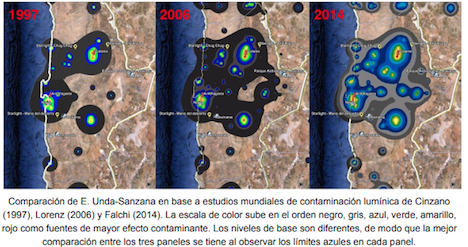 1997
2006
2014
Comparación de E. Unda-Sanzana en base a estudios mundiales de contaminación lumínica de Cinzano
(1997), Lorenz (2006) y Falchi (2014). La escala de color sube en el orden negro, gris, azul, verde, amarillo,
rojo como fuentes de mayor efecto contaminante. Los niveles de base son diferentes, de modo que la mejor
comparación entre los tres paneles se tiene al observar los límites azules en cada panel.